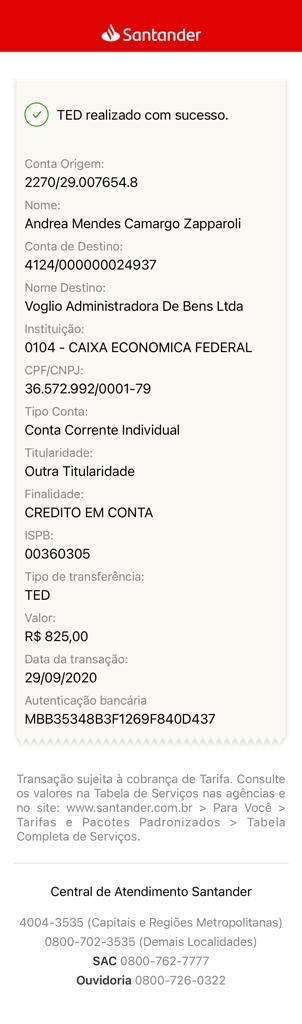 Santander
TED realizado com sucesso.
Conta Origem:
2270/29.007654.8
Nome:
Andrea Mendes Camargo Zapparoli
Conta de Destino:
4124/000000024937
Nome Destino:
Voglio Administradora De Bens Ltda
Instituição:
0104 - CAIXA ECONOMICA FEDERAL
CPF/CNPJ:
36.572.992/0001-79
Tipo Conta:
Conta Corrente Individual
Titularidade:
Outra Titularidade
Finalidade:
CREDITO EM CONTA
ISPB:
00360305
Tipo de transferência:
TED
Valor:
R$ 825,00
Data da transação:
29/09/2020
Autenticação bancária
MBB35348B3F1269F840D437
Transação sujeita à cobrança de Tarifa. Consulte
os valores na Tabela de Serviços nas agências e
no site: www.santander.com.br > Para Você >
Tarifas e Pacotes Padronizados > Tabela
Completa de Serviços.
Central de Atendimento Santander
4004-3535 (Capitais e Regiões Metropolitanas)
0800-702-3535 (Demais Localidades)
SAC 0800-762-7777
Ouvidoria 0800-726-0322